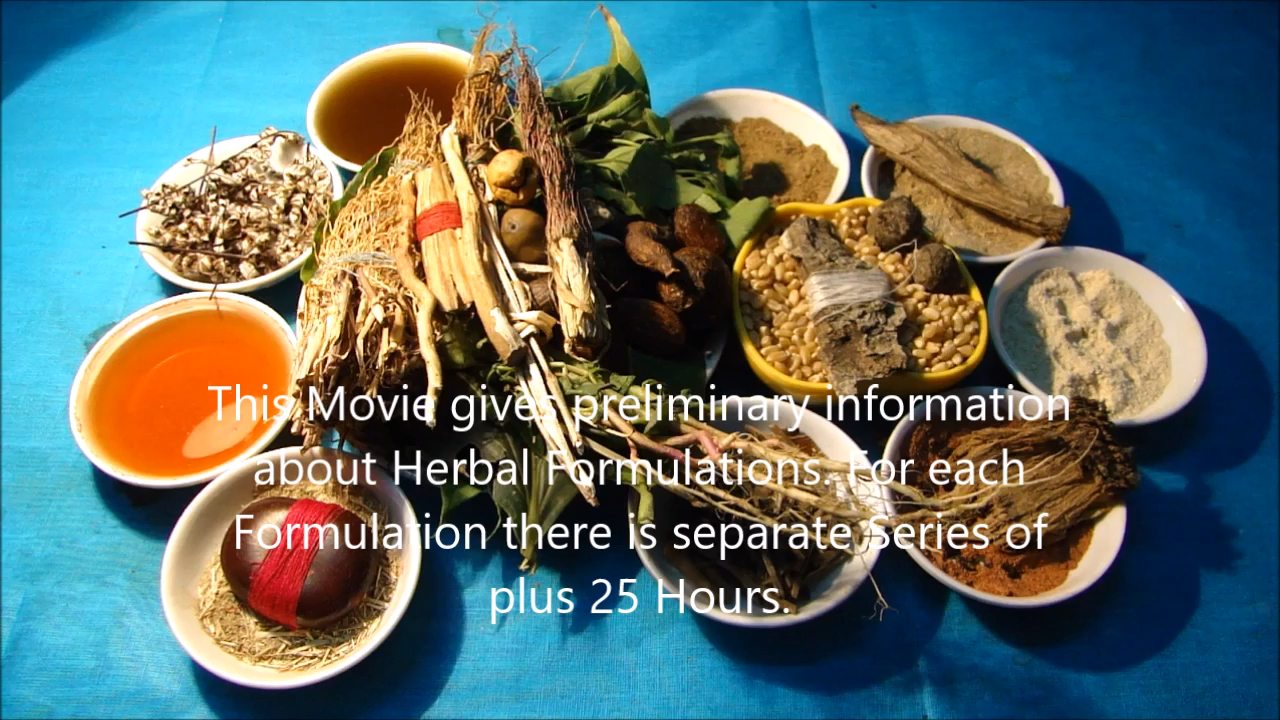 This Movie gives preliminary information
about Herbal Formulations. For each
Formulation there is separate Series of
plus 25 Hours.